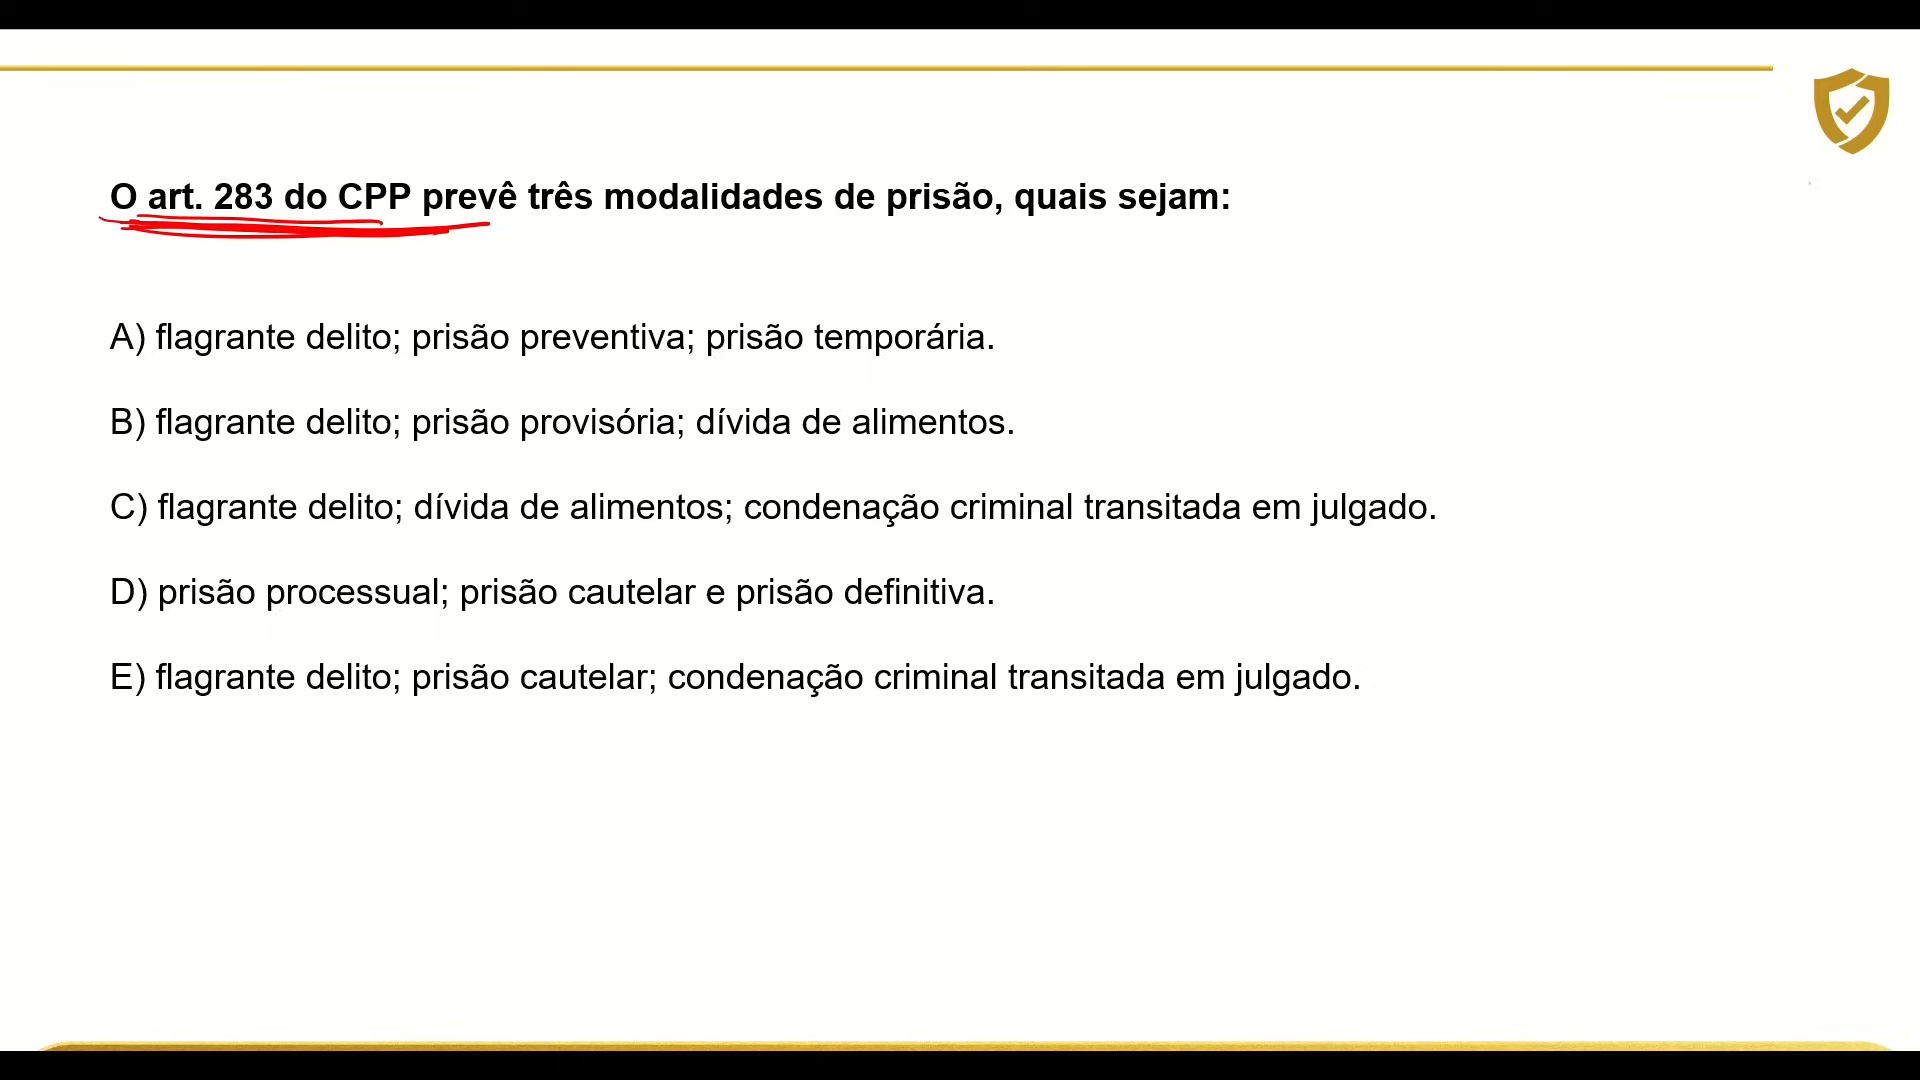 O art. 283 do CPP prevê três modalidades de prisão, quais sejam:
A) flagrante delito; prisão preventiva; prisão temporária.
B) flagrante delito; prisão provisória; dívida de alimentos.
C) flagrante delito; dívida de alimentos; condenação criminal transitada em julgado.
D) prisão processual; prisão cautelar e prisão definitiva.
E) flagrante delito; prisão cautelar; condenação criminal transitada em julgado.